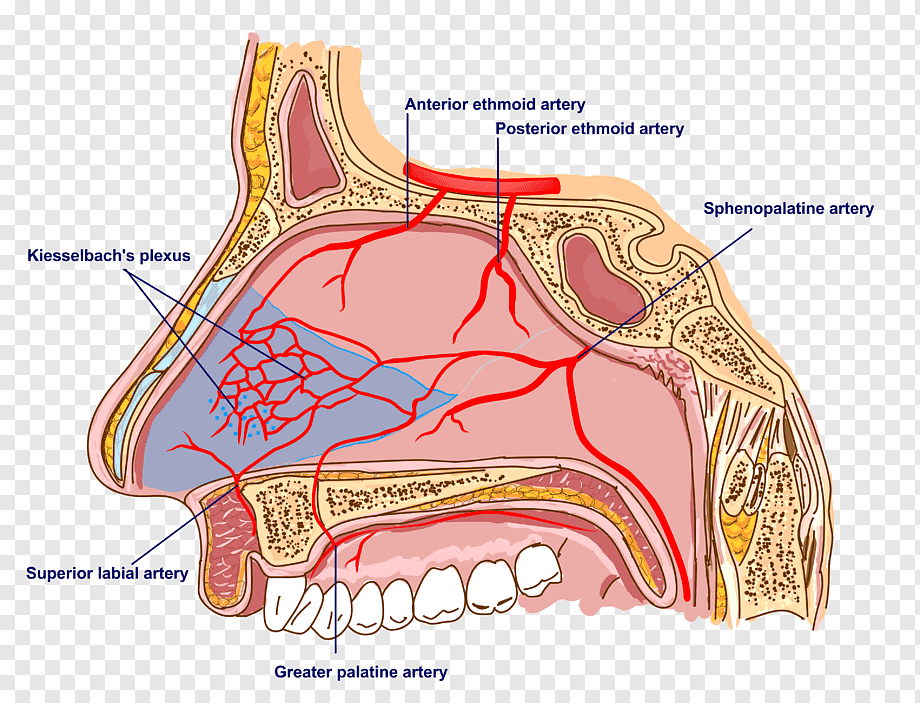 Anterior ethmoid artery
Posterior ethmoid artery
Sphenopalatine artery
Kiesselbach's plexus
Superior labial artery
Greater palatine artery